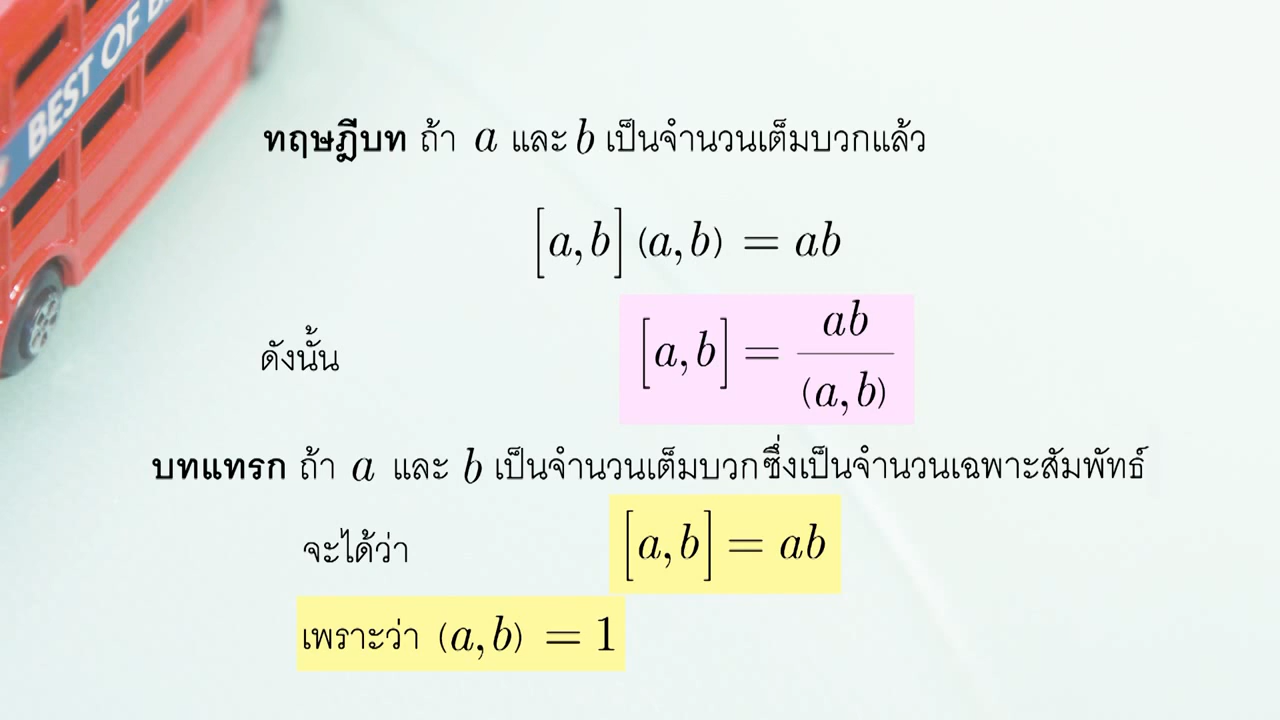 BEST OF B
ทฤษฎีบท ถ้า a และ b เป็นจำนวนเต็มบวกแล้ว
[a,b] (a,b) = ab
ดังนั้น [a,b] = ab / (a,b)
บทแทรก ถ้า a และ b เป็นจำนวนเต็มบวกซึ่งเป็นจำนวนเฉพาะสัมพัทธ์
จะได้ว่า [a,b] = ab
เพราะว่า (a,b) = 1